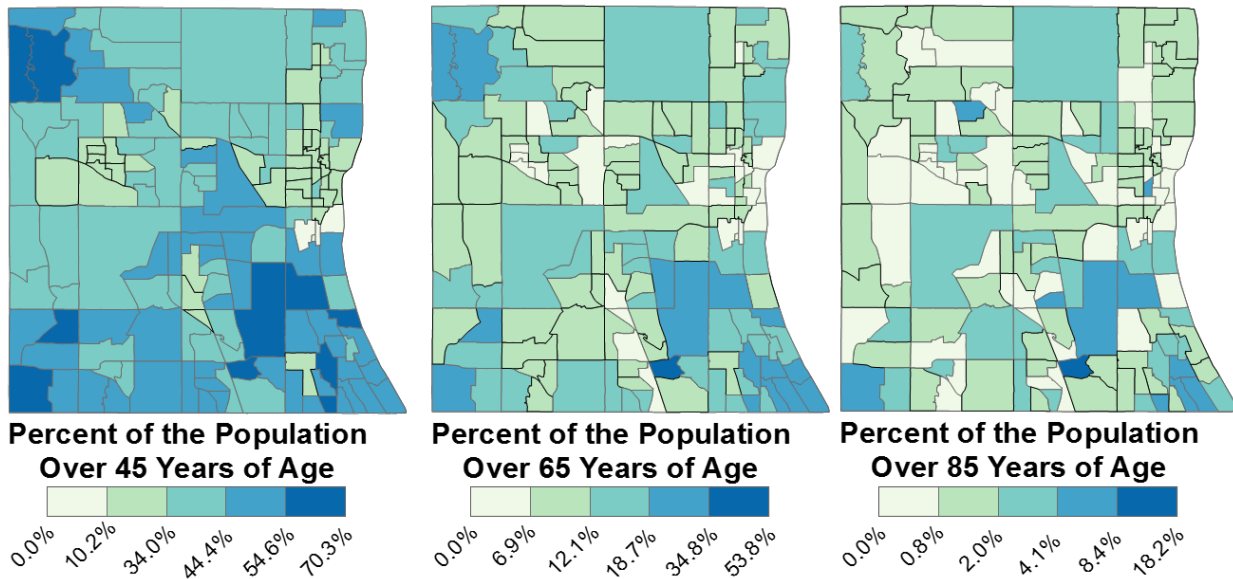 Percent of the Population
Over 45 Years of Age
0.0% 10.2% 34.0% 44.4% 54.6% 70.3%
Percent of the Population
Over 65 Years of Age
0.0% 6.9% 12.1% 18.7% 34.8% 53.8%
Percent of the Population
Over 85 Years of Age
0.0% 0.8% 2.0% 4.1% 8.4% 18.2%